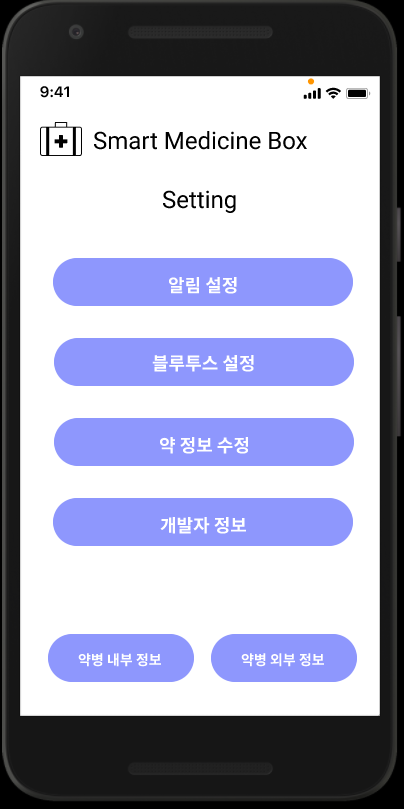 9:41
Smart Medicine Box
Setting
알림 설정
블루투스 설정
약 정보 수정
개발자 정보
약병 내부 정보
약병 외부 정보